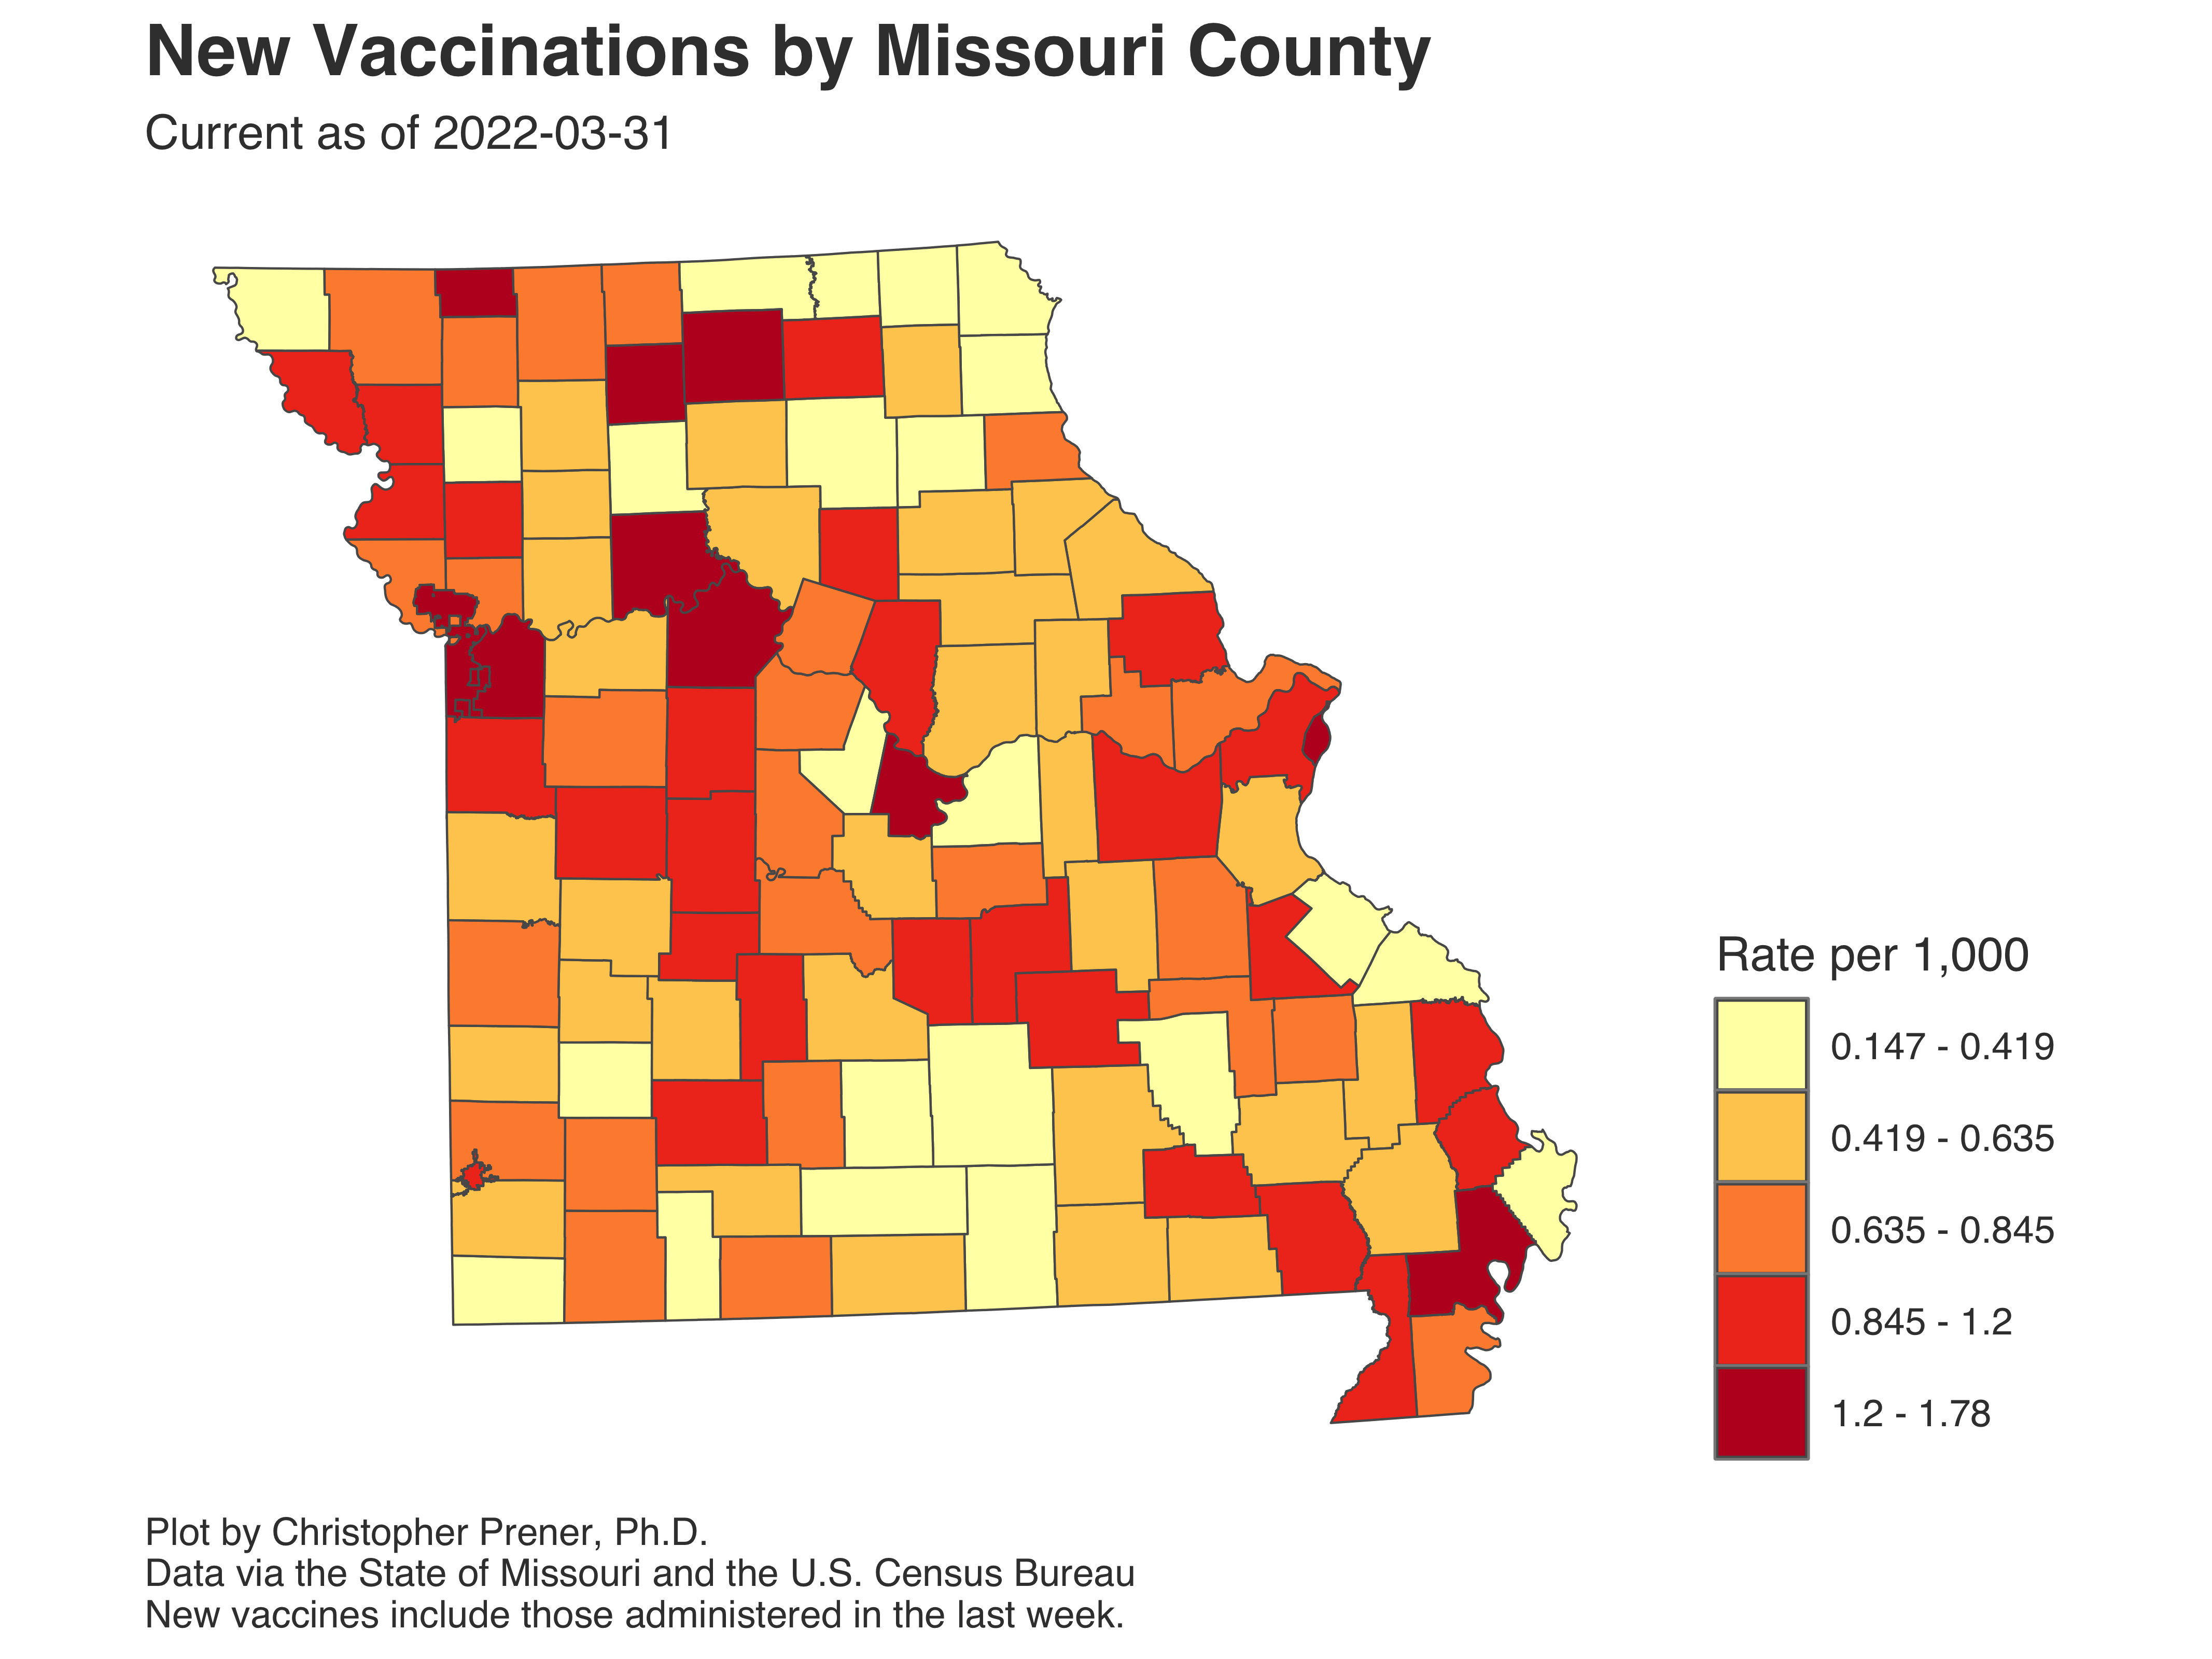 New Vaccinations by Missouri County
Current as of 2022-03-31
Rate per 1,000
0.147 - 0.419
0.419 - 0.635
0.635 - 0.845
0.845 - 1.2
1.2 - 1.78
Plot by Christopher Prener, Ph.D.
Data via the State of Missouri and the U.S. Census Bureau
New vaccines include those administered in the last week.